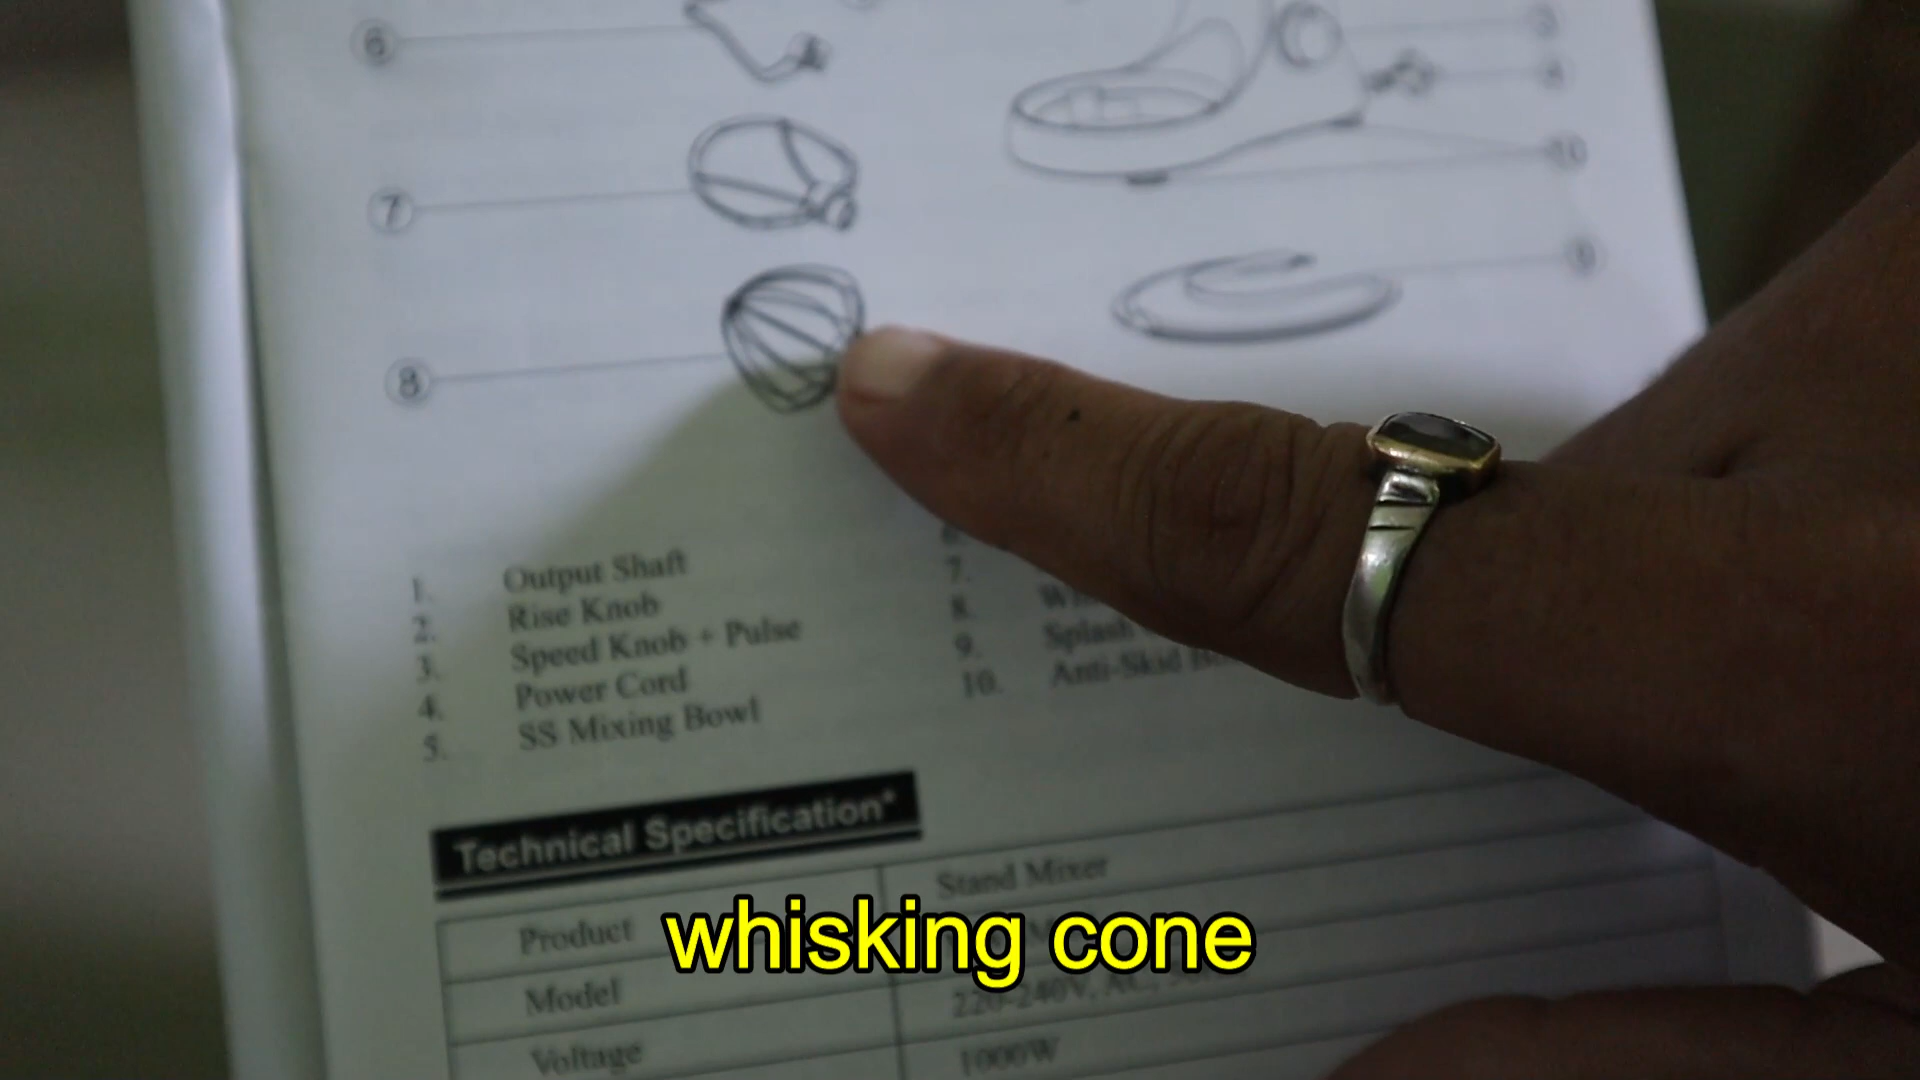 6
7
8
10
9
1. Output Shaft
2. Rise Knob
3. Speed Knob + Pulse
4. Power Cord
5. SS Mixing Bowl
7.
8.
9. Splash
10. Anti-Skid
Technical Specification*
Product Stand Mixer
Model
Voltage 220-240V, AC,
1000W
whisking cone